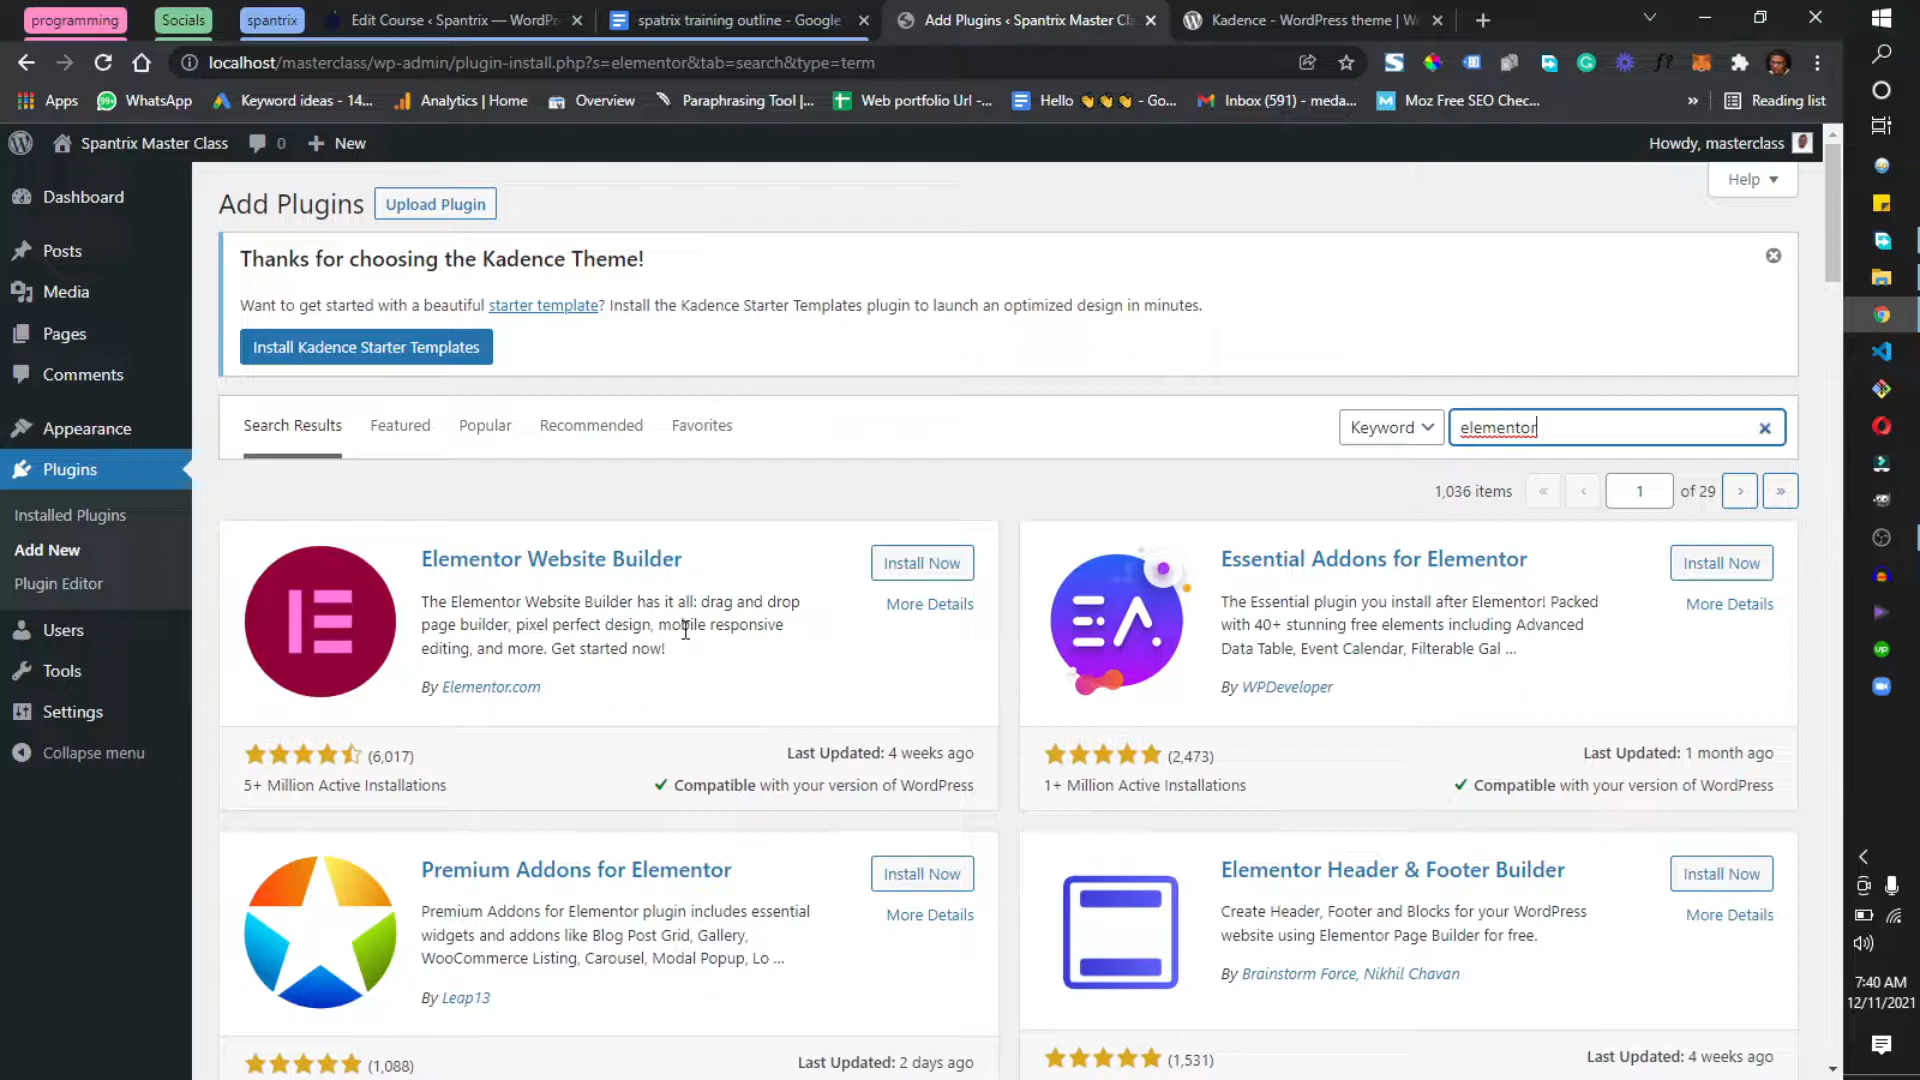 programming
Socials
spantrix
Edit Course ‹ Spantrix — WordPr
spatrix training outline - Google
Add Plugins ‹ Spantrix Master Cl
Kadence - WordPress theme | W
localhost/masterclass/wp-admin/plugin-install.php?s=elementor&tab=search&type=term
Apps
WhatsApp
Keyword ideas - 14...
Analytics | Home
Overview
Paraphrasing Tool |...
Web portfolio Url -...
Hello 👏👏👏 - Go...
Inbox (591) - meda...
Moz Free SEO Chec...
»
Reading list
Spantrix Master Class
0
+ New
Howdy, masterclass
Help
Dashboard
Posts
Media
Pages
Comments
Appearance
Plugins
Installed Plugins
Add New
Plugin Editor
Users
Tools
Settings
Collapse menu
Add Plugins
Upload Plugin
Thanks for choosing the Kadence Theme!
Want to get started with a beautiful starter template? Install the Kadence Starter Templates plugin to launch an optimized design in minutes.
Install Kadence Starter Templates
Search Results
Featured
Popular
Recommended
Favorites
Keyword
elementor
1,036 items
«
‹
1
of 29
›
»
Elementor Website Builder
Install Now
More Details
The Elementor Website Builder has it all: drag and drop
page builder, pixel perfect design, mobile responsive
editing, and more. Get started now!
By Elementor.com
(6,017)
Last Updated: 4 weeks ago
5+ Million Active Installations
Compatible with your version of WordPress
Essential Addons for Elementor
Install Now
More Details
The Essential plugin you install after Elementor! Packed
with 40+ stunning free elements including Advanced
Data Table, Event Calendar, Filterable Gal ...
By WPDeveloper
(2,473)
Last Updated: 1 month ago
1+ Million Active Installations
Compatible with your version of WordPress
Premium Addons for Elementor
Install Now
More Details
Premium Addons for Elementor plugin includes essential
widgets and addons like Blog Post Grid, Gallery,
WooCommerce Listing, Carousel, Modal Popup, Lo ...
By Leap13
(1,088)
Last Updated: 2 days ago
Elementor Header & Footer Builder
Install Now
More Details
Create Header, Footer and Blocks for your WordPress
website using Elementor Page Builder for free.
By Brainstorm Force, Nikhil Chavan
(1,531)
Last Updated: 4 weeks ago
7:40 AM
12/11/2021